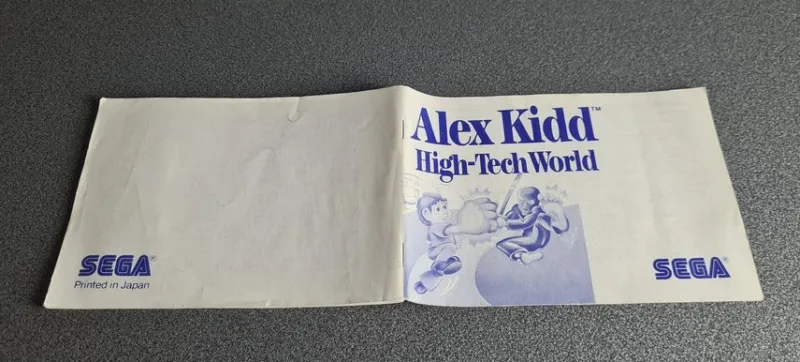 SEGA®
Printed in Japan
Alex Kidd™
High-Tech World
SEGA®